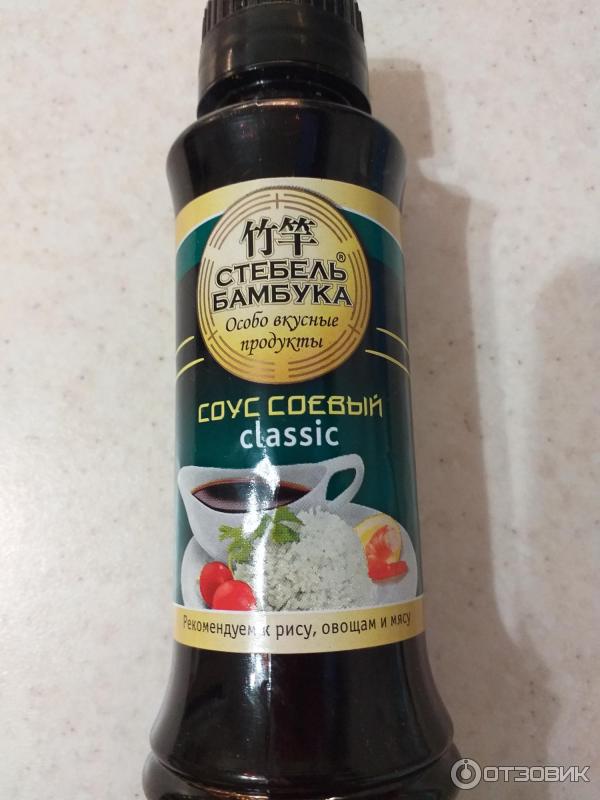 竹竿
СТЕБЕЛЬ®
БАМБУКА
Особо вкусные
продукты
СОУС СОЕВЫЙ
classic
Рекомендуем к рису, овощам и мясу
ОТЗОВИК